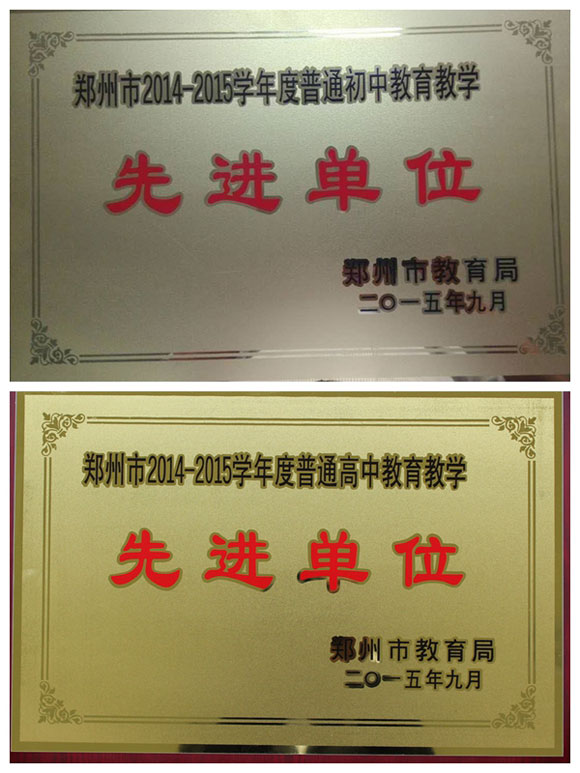 郑州市2014-2015学年度普通初中教育教学
先进单位
郑州市教育局
二〇一五年九月
郑州市2014-2015学年度普通高中教育教学
先进单位
郑州市教育局
二〇一五年九月